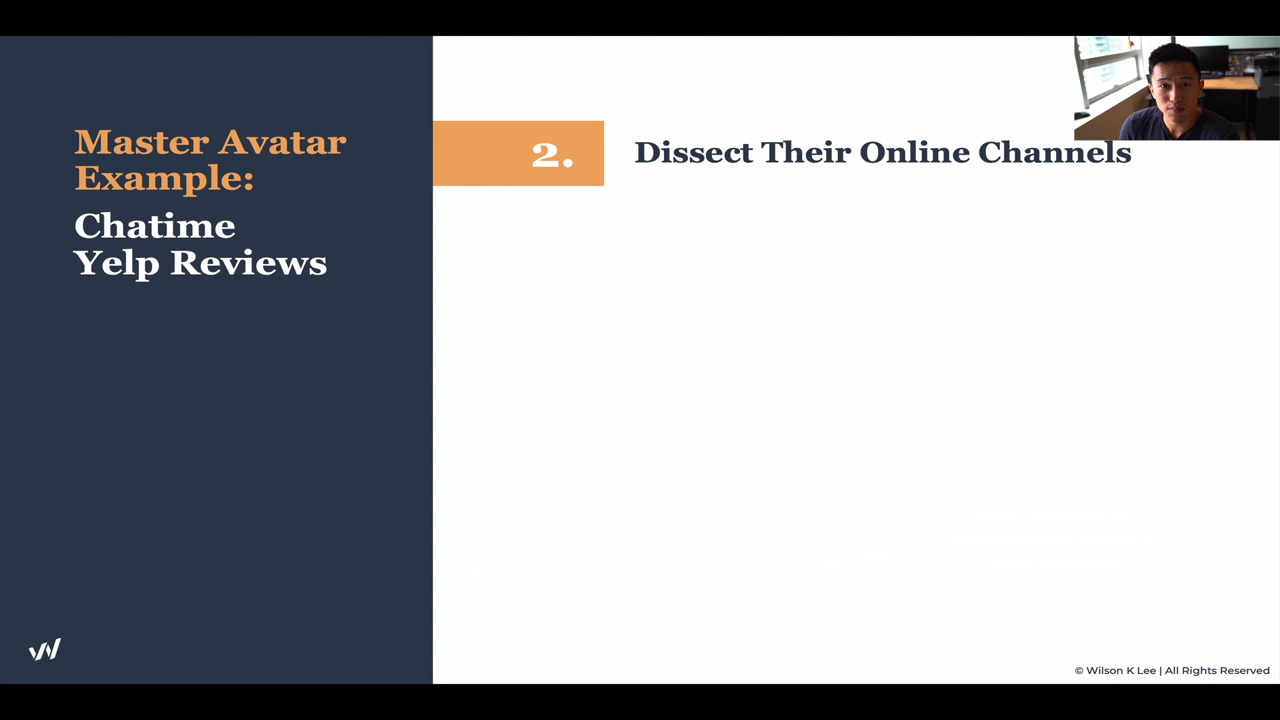 Master Avatar
Example:
Chatime
Yelp Reviews
2.
Dissect Their Online Channels
© Wilson K Lee | All Rights Reserved